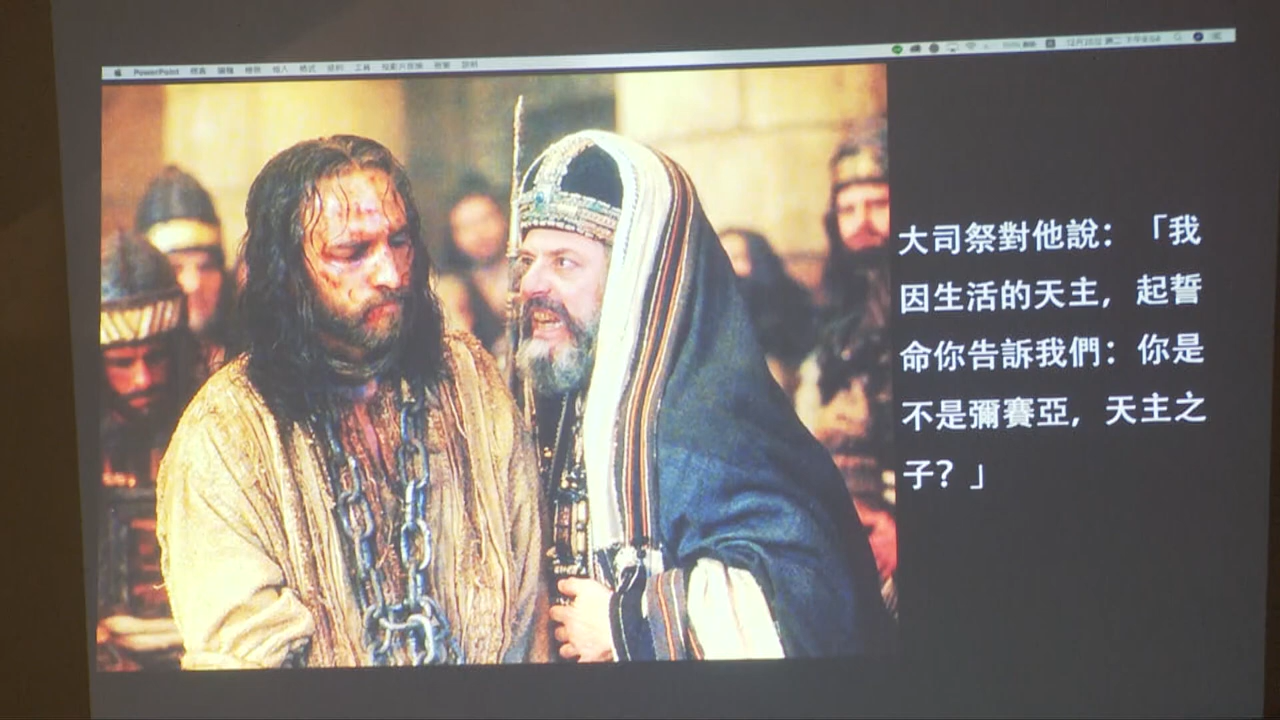 PowerPoint
大司祭對他說：「我
因生活的天主，起誓
命你告訴我們：你是
不是彌賽亞，天主之
子？」